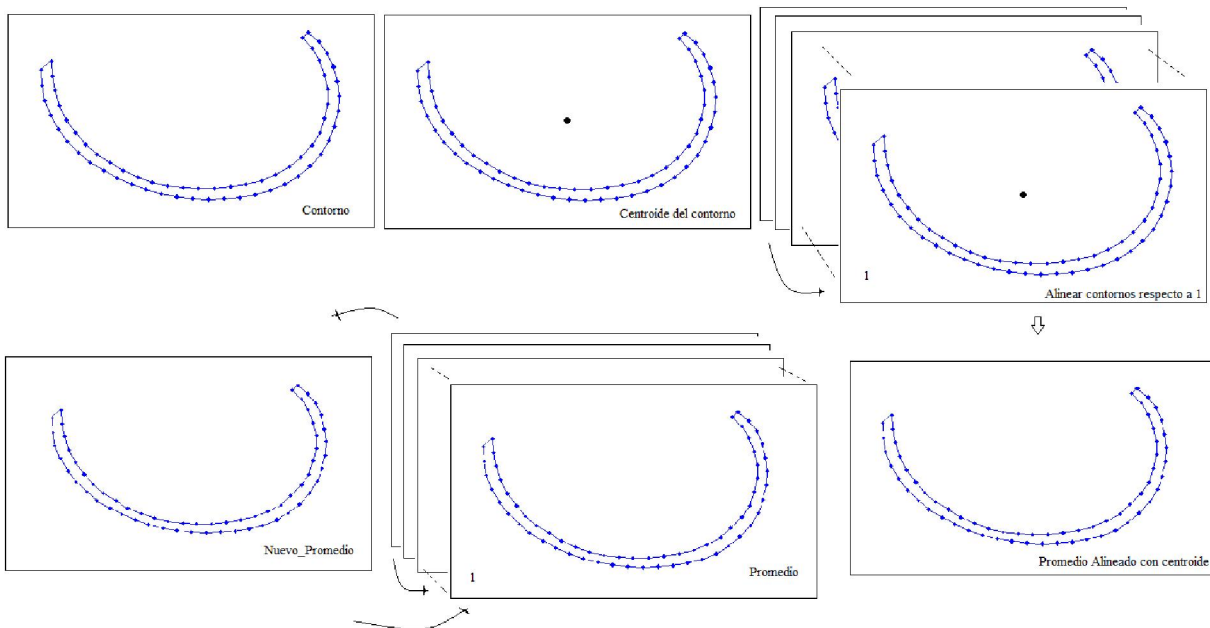 Contorno
Centroide del contorno
1
Alinear contornos respecto a 1
Nuevo_Promedio
1
Promedio
Promedio Alineado con centroide